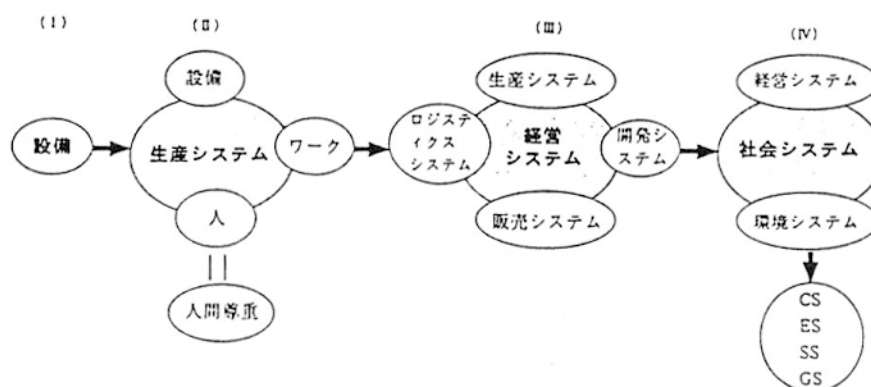 (I)
(II)
(III)
(IV)
設備
設備
生産システム
ワーク
人
人間尊重
生産システム
ロジステ
ィクス
システム
経営
システム
開発シ
ステム
販売システム
経営システム
社会システム
環境システム
CS
ES
SS
GS